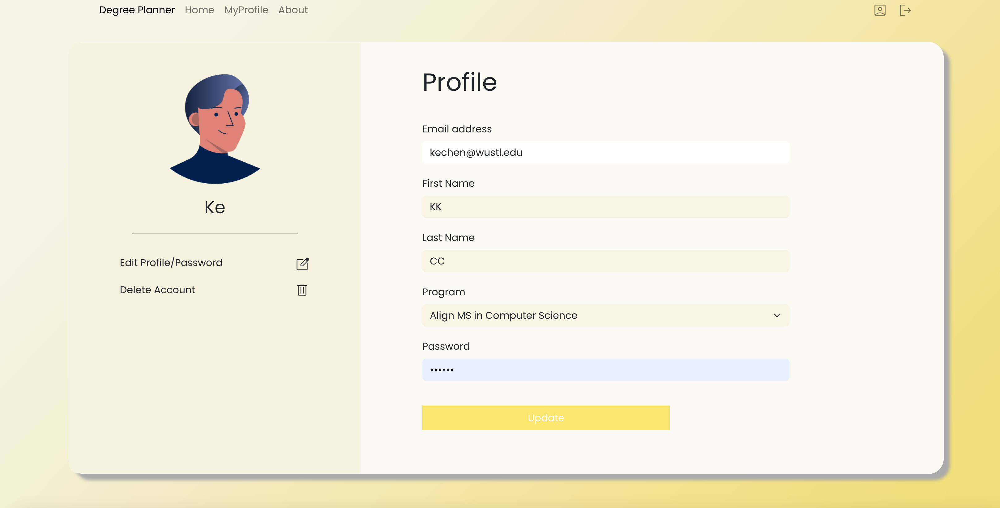 Degree Planner Home MyProfile About
Ke
Edit Profile/Password
Delete Account
Profile
Email address
kechen@wustl.edu
First Name
KK
Last Name
CC
Program
Align MS in Computer Science
Password
••••••
Update